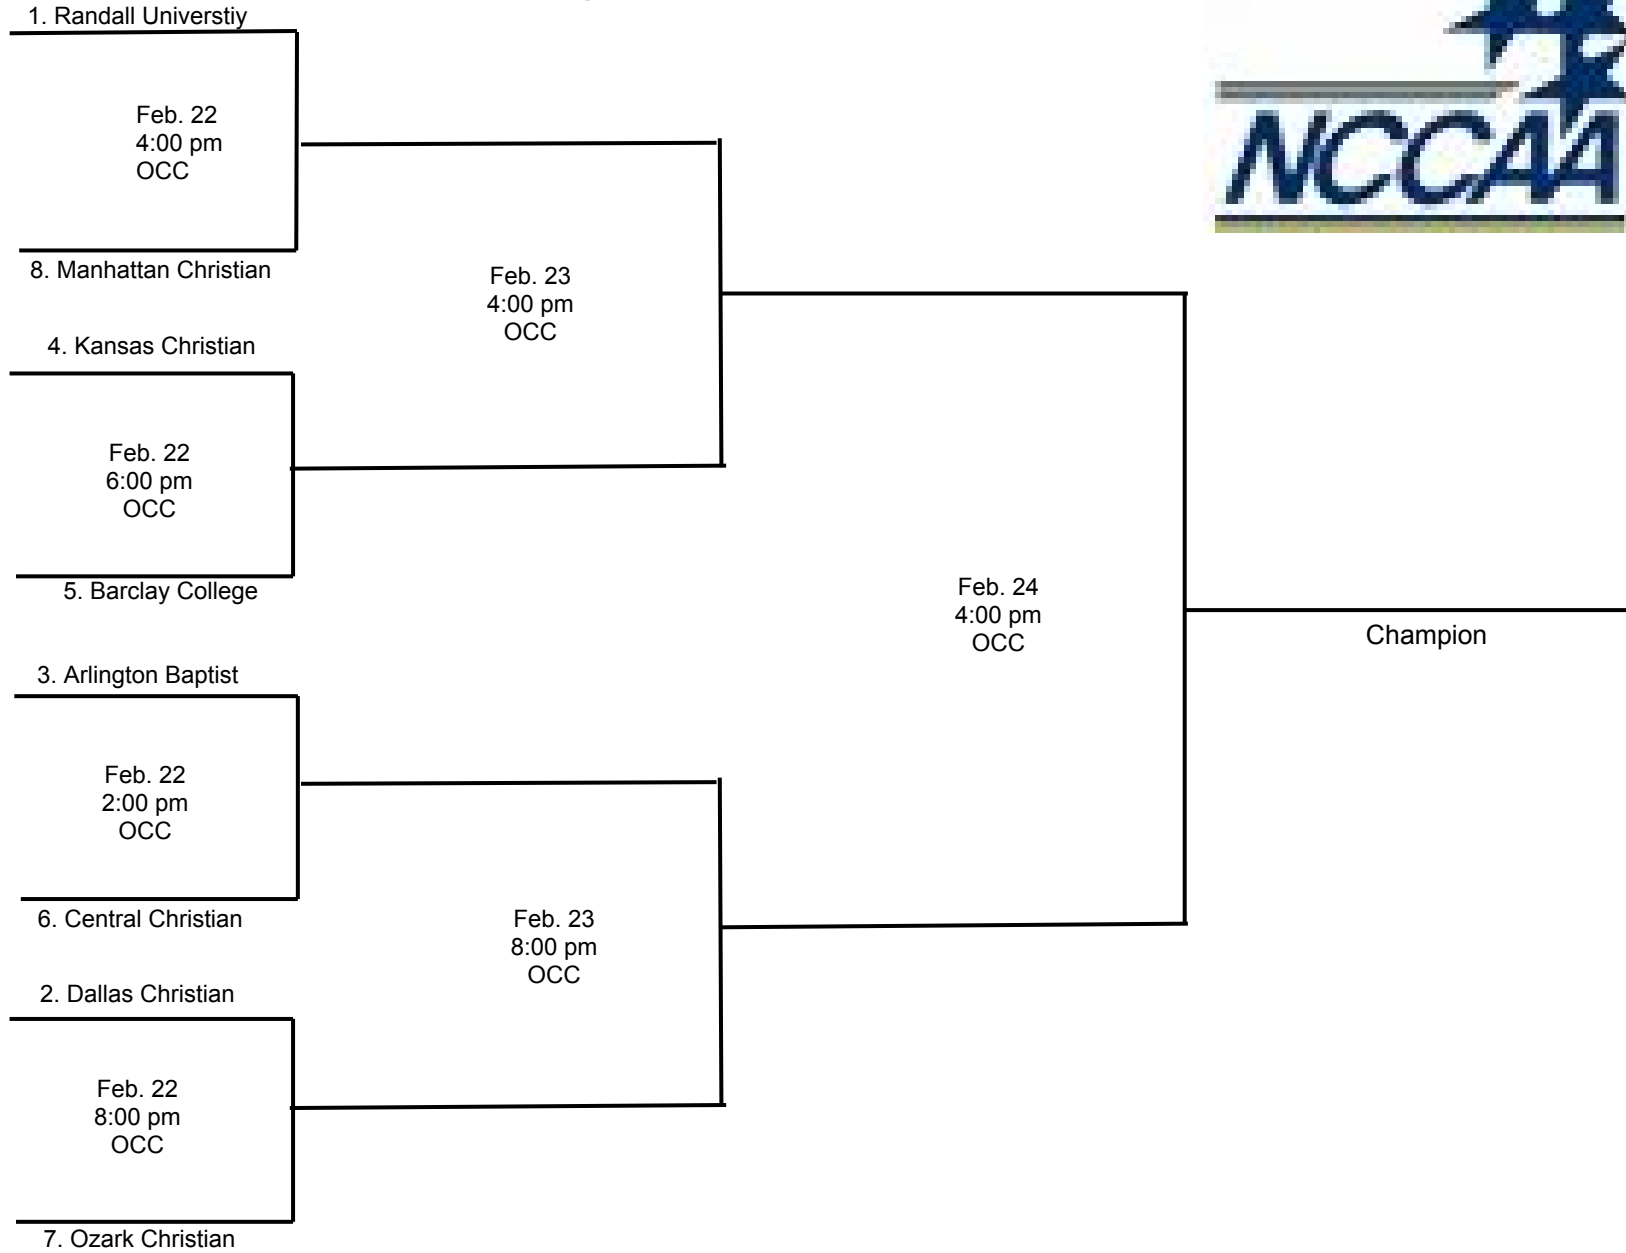 1. Randall Universtiy
Feb. 22
4:00 pm
OCC
8. Manhattan Christian
NCCAA
Feb. 23
4:00 pm
OCC
4. Kansas Christian
Feb. 22
6:00 pm
OCC
5. Barclay College
Feb. 24
4:00 pm
OCC
Champion
3. Arlington Baptist
Feb. 22
2:00 pm
OCC
6. Central Christian
Feb. 23
8:00 pm
OCC
2. Dallas Christian
Feb. 22
8:00 pm
OCC
7. Ozark Christian